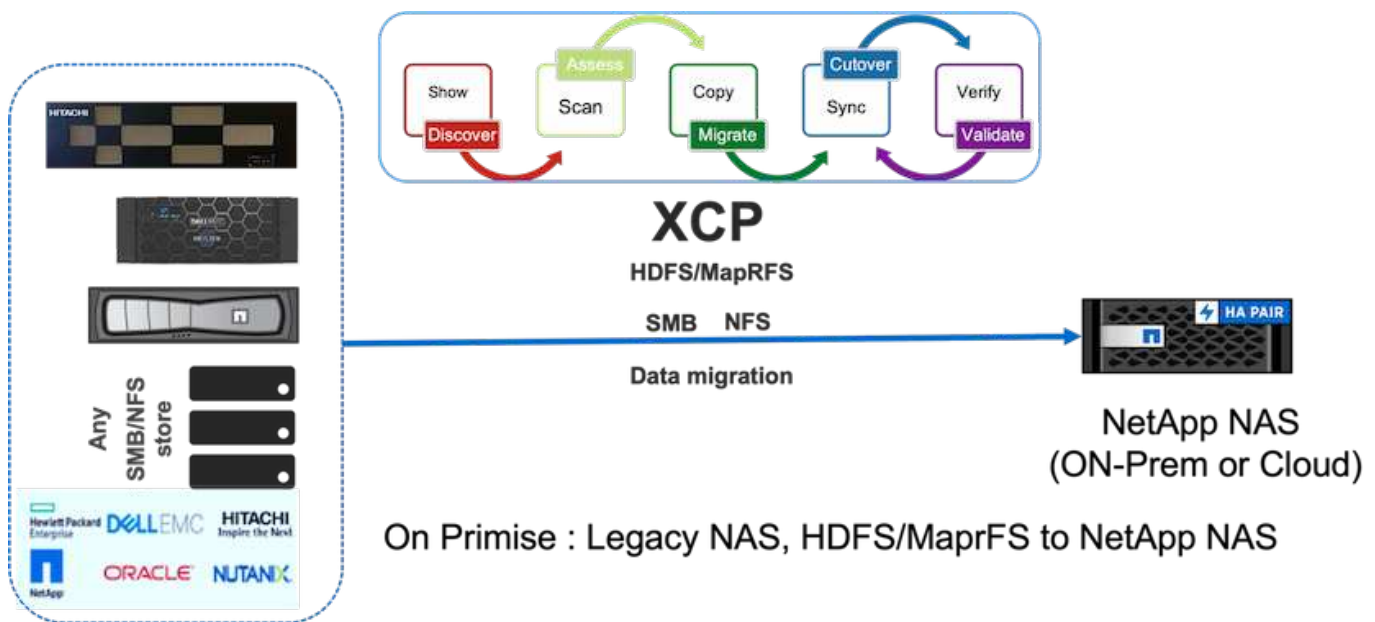 Show
Discover
Assess
Scan
Copy
Migrate
Cutover
Sync
Verify
Validate
XCP
HDFS/MapRFS
SMB NFS
Data migration
HITACHI
Any
SMB/NFS
store
Hewlett Packard
Enterprise
DELLEMC
HITACHI
Inspire the Next
NetApp
ORACLE
NUTANIX
HA PAIR
NetApp NAS
(ON-Prem or Cloud)
On Primise : Legacy NAS, HDFS/MaprFS to NetApp NAS